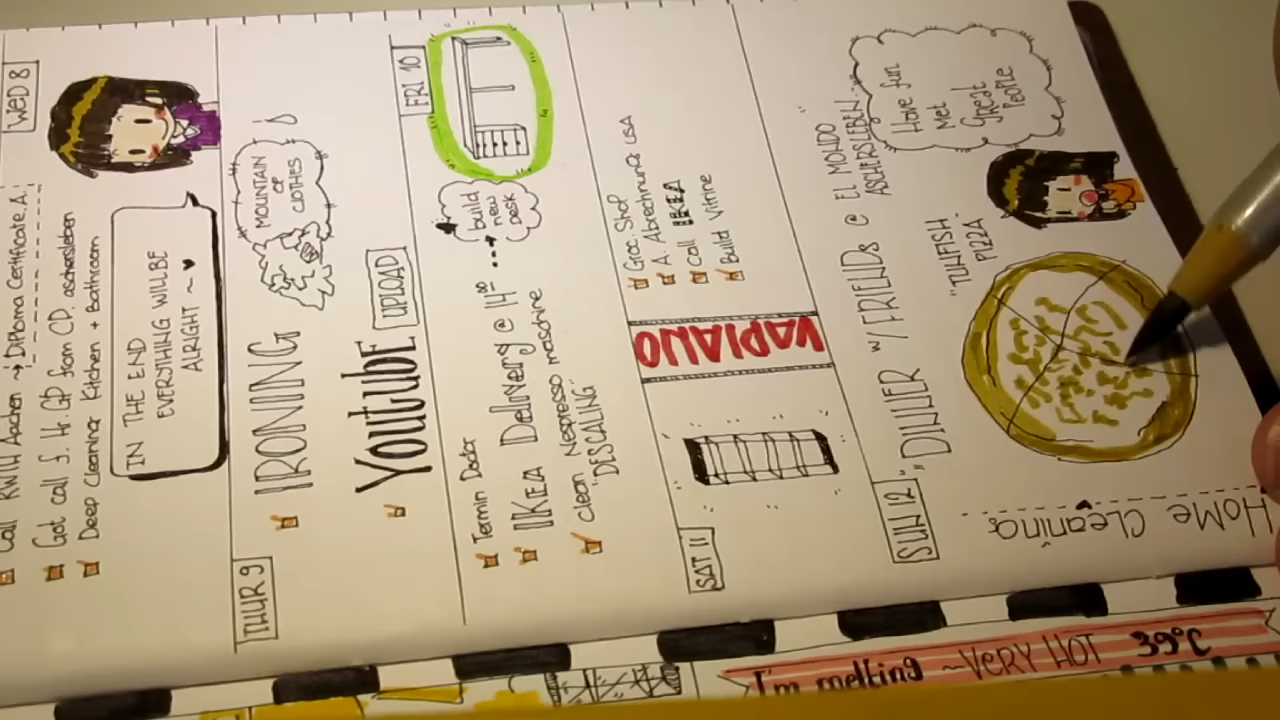 WED 8
Call RWTH Aachen → Diploma Certificate. A.
Got call f. Hr. GP from CP. aschersleben
Deep Cleaning Kitchen + Bathroom
IN THE END
EVERYTHING WILL BE
ALRIGHT ~ ♥
THUR 9
IRONING
MOUNTAIN
OF
CLOTHES
Youtube UPLOAD
FRI 10
Termin Doctor
IKEA Delivery @ 14⁰⁰
build
new
Desk
clean Nespresso maschine
"DESCALING"
SAT 11
VAPIANO
Groc. Shop
A. Abrechnung USA
Call IKEA
Build Vitrine
SUN 12
"DINNER w/ FRIENDS @ EL MONDO
ASCHERSLEBEN"
"TUNFISH
PIZZA"
Have fun
Met
Great
People
HoMe CLeaning
I'm melting ~ VERY HOT 39°C